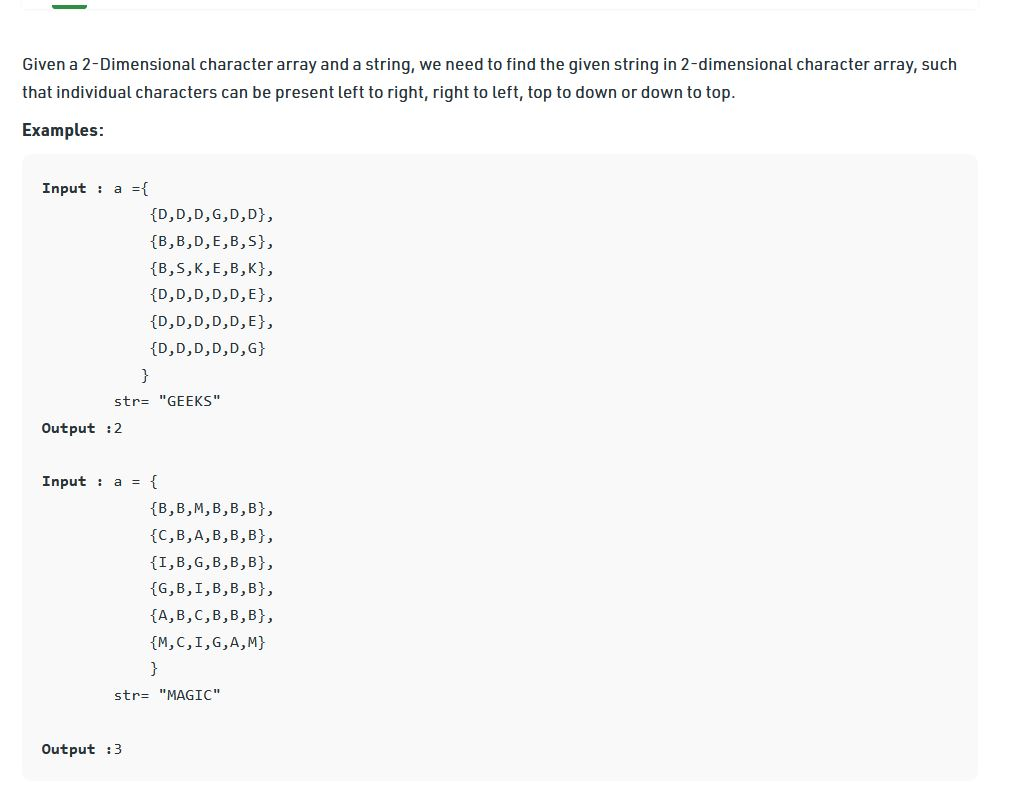 Given a 2-Dimensional character array and a string, we need to find the given string in 2-dimensional character array, such
that individual characters can be present left to right, right to left, top to down or down to top.
Examples:
Input : a ={
{D,D,D,G,D,D},
{B,B,D,E,B,S},
{B,S,K,E,B,K},
{D,D,D,D,D,E},
{D,D,D,D,D,E},
{D,D,D,D,D,G}
}
str= "GEEKS"
Output :2
Input : a = {
{B,B,M,B,B,B},
{C,B,A,B,B,B},
{I,B,G,B,B,B},
{G,B,I,B,B,B},
{A,B,C,B,B,B},
{M,C,I,G,A,M}
}
str= "MAGIC"
Output :3